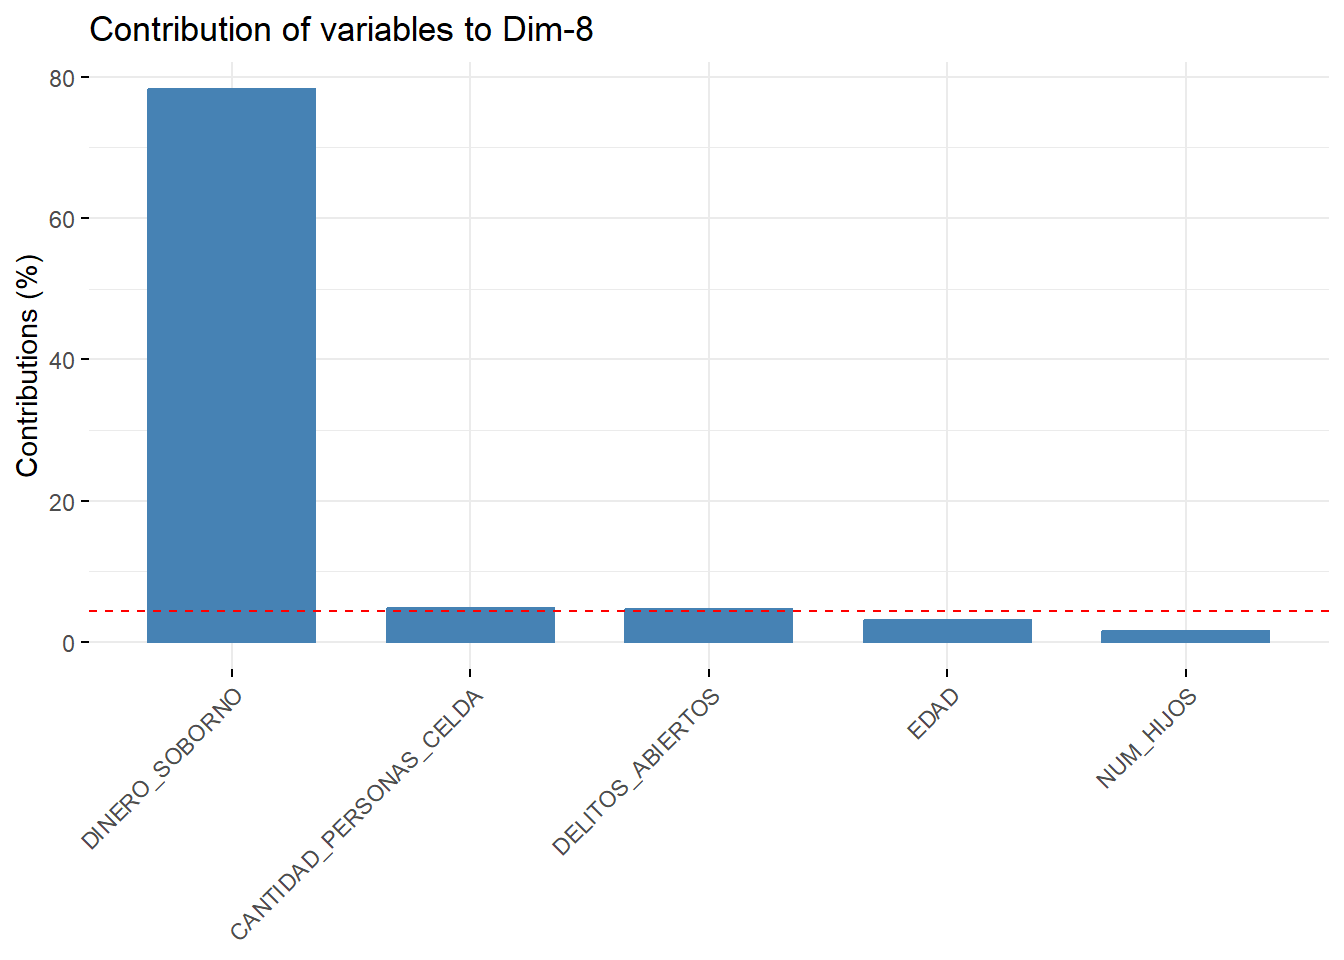 Contribution of variables to Dim-8
Contributions (%)
80
60
40
20
0
DINERO_SOBORNO
CANTIDAD_PERSONAS_CELDA
DELITOS_ABIERTOS
EDAD
NUM_HIJOS